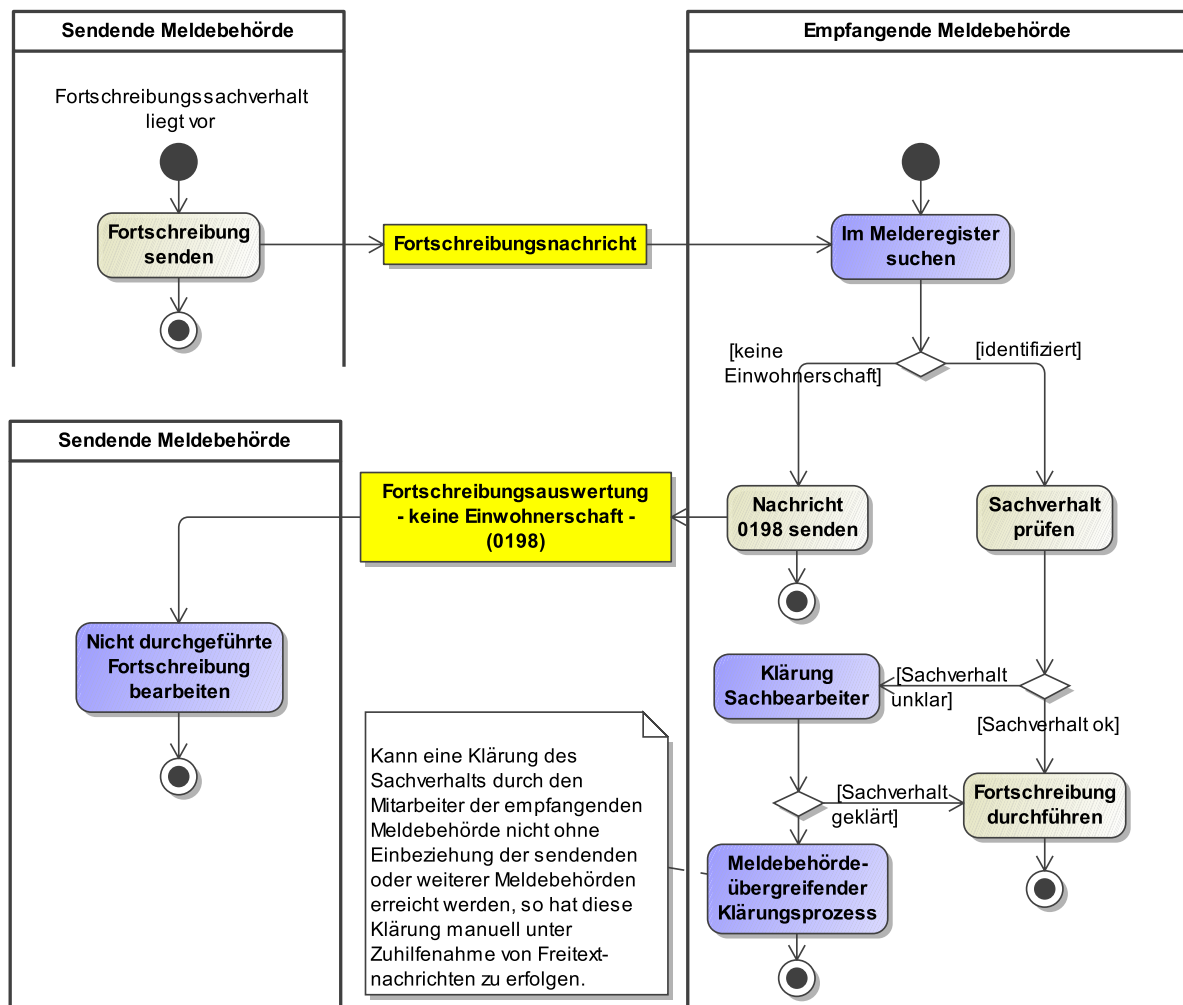 Sendende Meldebehörde
Empfangende Meldebehörde
Fortschreibungssachverhalt
liegt vor
Fortschreibung
senden
Fortschreibungsnachricht
Im Melderegister
suchen
[keine
Einwohnerschaft]
[identifiziert]
Sendende Meldebehörde
Fortschreibungsauswertung
- keine Einwohnerschaft -
(0198)
Nachricht
0198 senden
Sachverhalt
prüfen
Nicht durchgeführte
Fortschreibung
bearbeiten
Klärung
Sachbearbeiter
[Sachverhalt
unklar]
[Sachverhalt ok]
Kann eine Klärung des
Sachverhalts durch den
Mitarbeiter der empfangenden
Meldebehörde nicht ohne
Einbeziehung der sendenden
oder weiterer Meldebehörden
erreicht werden, so hat diese
Klärung manuell unter
Zuhilfenahme von Freitext-
nachrichten zu erfolgen.
[Sachverhalt
geklärt]
Fortschreibung
durchführen
Meldebehörde-
übergreifender
Klärungsprozess